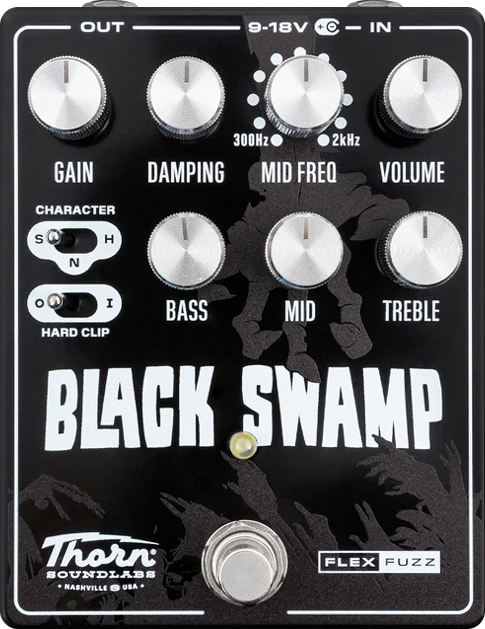 OUT 9-18V IN
300Hz 2kHz
GAIN DAMPING MID FREQ VOLUME
CHARACTER
S H
N
O I
HARD CLIP
BASS MID TREBLE
BLACK SWAMP
Thorn
SOUNDLABS
• NASHVILLE USA •
FLEX FUZZ